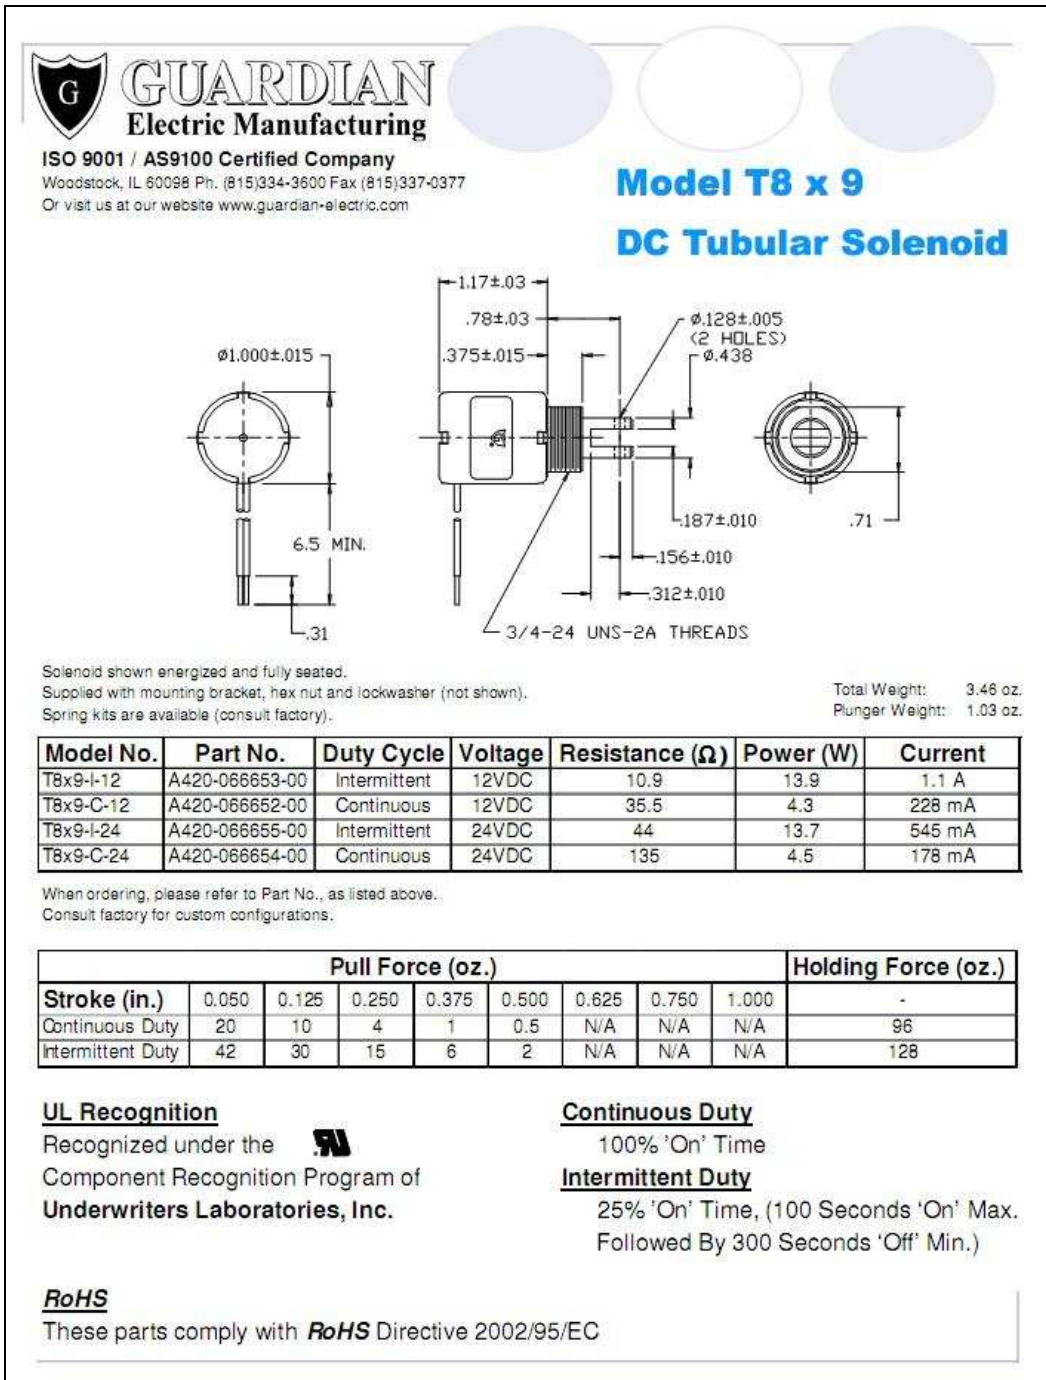 G
GUARDIAN
Electric Manufacturing
ISO 9001 / AS9100 Certified Company
Woodstock, IL 60098 Ph. (815)334-3600 Fax (815)337-0377
Or visit us at our website www.guardian-electric.com
Model T8 x 9
DC Tubular Solenoid
1.17±.03
.78±.03
ø.128±.005
(2 HOLES)
ø1.000±.015
.375±.015
ø.438
6.5 MIN.
.187±.010
.71
.156±.010
.312±.010
.31
3/4-24 UNS-2A THREADS
Solenoid shown energized and fully seated.
Supplied with mounting bracket, hex nut and lockwasher (not shown).
Spring kits are available (consult factory).
Total Weight: 3.46 oz.
Plunger Weight: 1.03 oz.
Model No. Part No. Duty Cycle Voltage Resistance (Ω) Power (W) Current
T8x9-I-12 A420-066653-00 Intermittent 12VDC 10.9 13.9 1.1 A
T8x9-C-12 A420-066652-00 Continuous 12VDC 35.5 4.3 228 mA
T8x9-I-24 A420-066655-00 Intermittent 24VDC 44 13.7 545 mA
T8x9-C-24 A420-066654-00 Continuous 24VDC 135 4.5 178 mA
When ordering, please refer to Part No., as listed above.
Consult factory for custom configurations.
Pull Force (oz.) Holding Force (oz.)
Stroke (in.) 0.050 0.125 0.250 0.375 0.500 0.625 0.750 1.000 -
Continuous Duty 20 10 4 1 0.5 N/A N/A N/A 96
Intermittent Duty 42 30 15 6 2 N/A N/A N/A 128
UL Recognition
Recognized under the
Component Recognition Program of
Underwriters Laboratories, Inc.
Continuous Duty
100% 'On' Time
Intermittent Duty
25% 'On' Time, (100 Seconds 'On' Max.
Followed By 300 Seconds 'Off' Min.)
RoHS
These parts comply with RoHS Directive 2002/95/EC